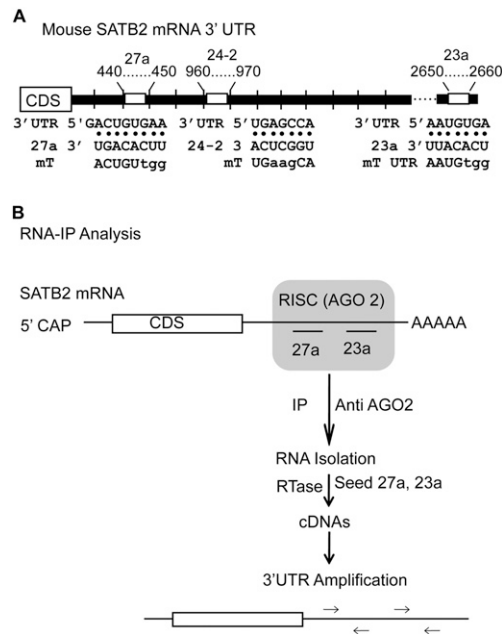 A
Mouse SATB2 mRNA 3' UTR
27a 24-2 23a
440.......450 960........970 2650........2660
CDS
3'UTR 5'GACUGUGAA 3'UTR 5'UGAGCCA 3'UTR 5'AAUGUGA
27a 3' UGACACUU 24-2 3 ACUCGGU 23a 3'UUACACU
mT ACUGUtgg mT UGaagCA mT UTR AAUGtgg
B
RNA-IP Analysis
SATB2 mRNA
RISC (AGO 2)
5' CAP CDS AAAAA
27a 23a
IP Anti AGO2
RNA Isolation
RTase Seed 27a, 23a
cDNAs
3'UTR Amplification